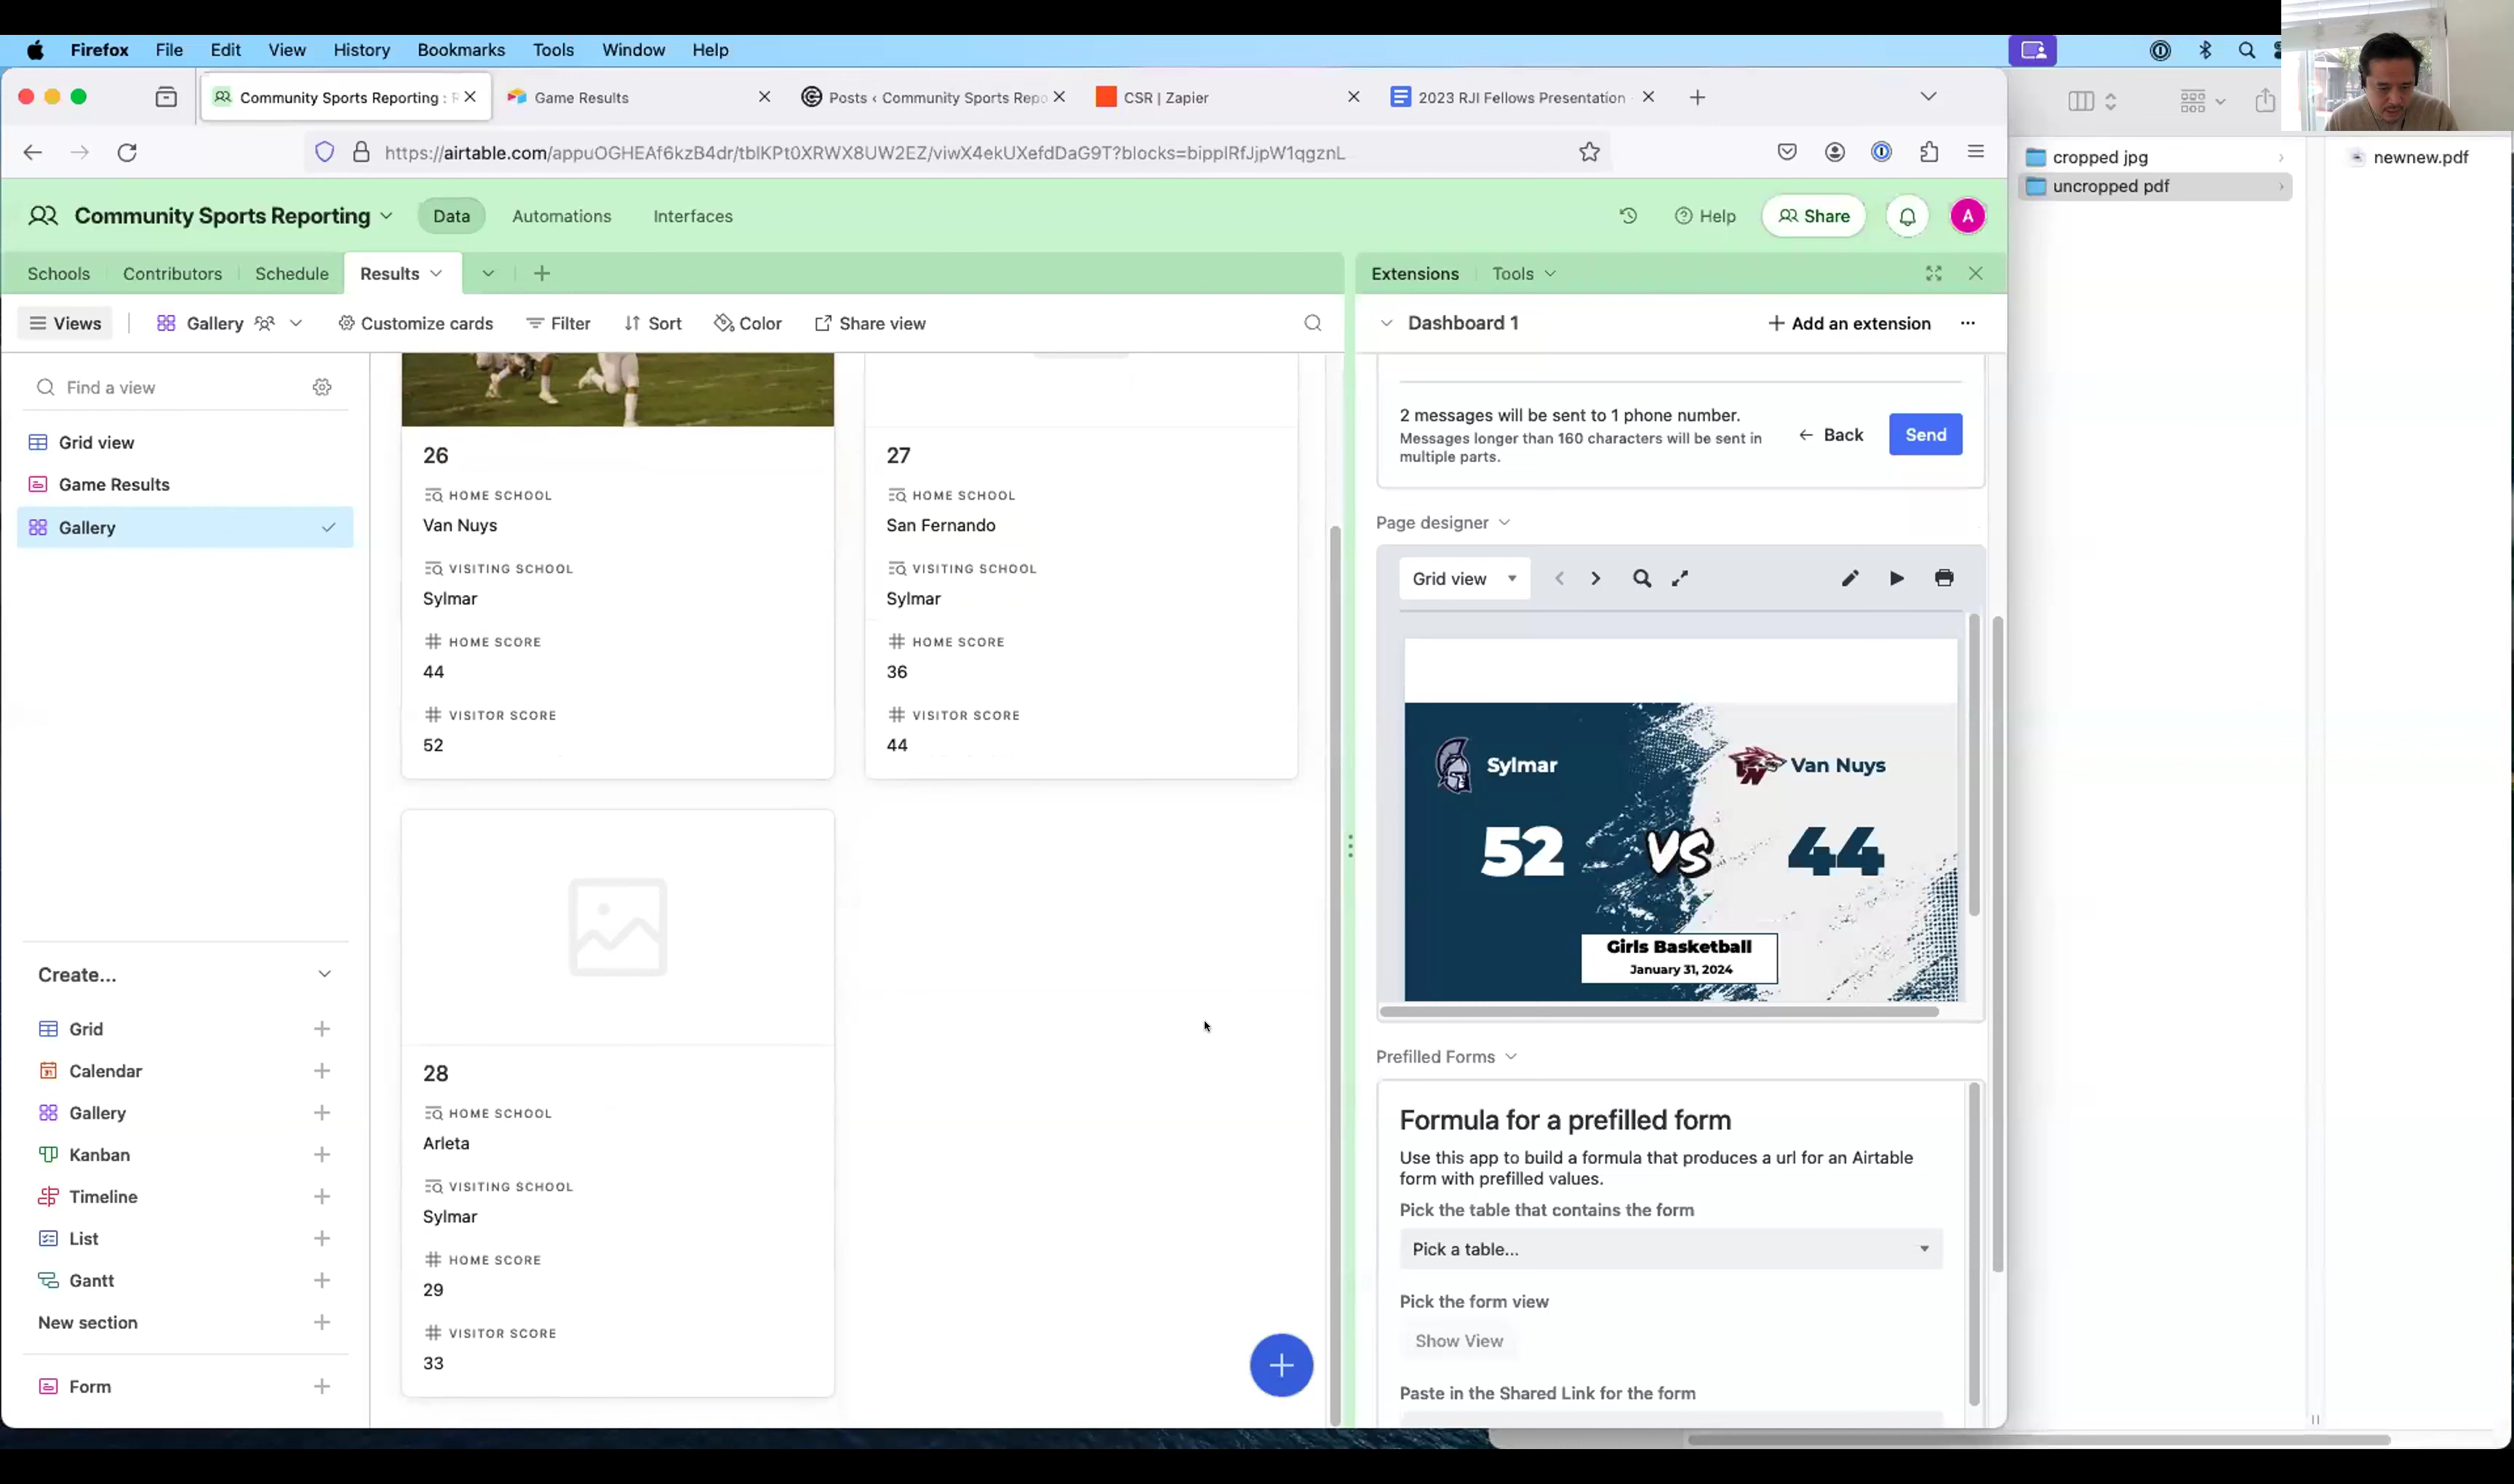 Firefox File Edit View History Bookmarks Tools Window Help
Community Sports Reporting : R
Game Results
Posts ‹ Community Sports Repo
CSR | Zapier
2023 RJI Fellows Presentation
https://airtable.com/appuOGHEAf6kzB4dr/tblKPt0XRWX8UW2EZ/viwX4ekUXefdDaG9T?blocks=bipplRfJjpW1qgznL
cropped jpg
uncropped pdf
newnew.pdf
Community Sports Reporting
Data Automations Interfaces
Help
Share
A
Schools Contributors Schedule Results
Extensions Tools
Views
Gallery
Customize cards
Filter
Sort
Color
Share view
Dashboard 1
Add an extension
Find a view
Grid view
Game Results
Gallery
Create...
Grid
Calendar
31
Gallery
Kanban
Timeline
List
Gantt
New section
Form
26
HOME SCHOOL
Van Nuys
VISITING SCHOOL
Sylmar
HOME SCORE
44
VISITOR SCORE
52
27
HOME SCHOOL
San Fernando
VISITING SCHOOL
Sylmar
HOME SCORE
36
VISITOR SCORE
44
28
HOME SCHOOL
Arleta
VISITING SCHOOL
Sylmar
HOME SCORE
29
VISITOR SCORE
33
2 messages will be sent to 1 phone number.
Messages longer than 160 characters will be sent in
multiple parts.
Back
Send
Page designer
Grid view
Sylmar
Van Nuys
52
VS
44
Girls Basketball
January 31, 2024
Prefilled Forms
Formula for a prefilled form
Use this app to build a formula that produces a url for an Airtable
form with prefilled values.
Pick the table that contains the form
Pick a table...
Pick the form view
Show View
Paste in the Shared Link for the form